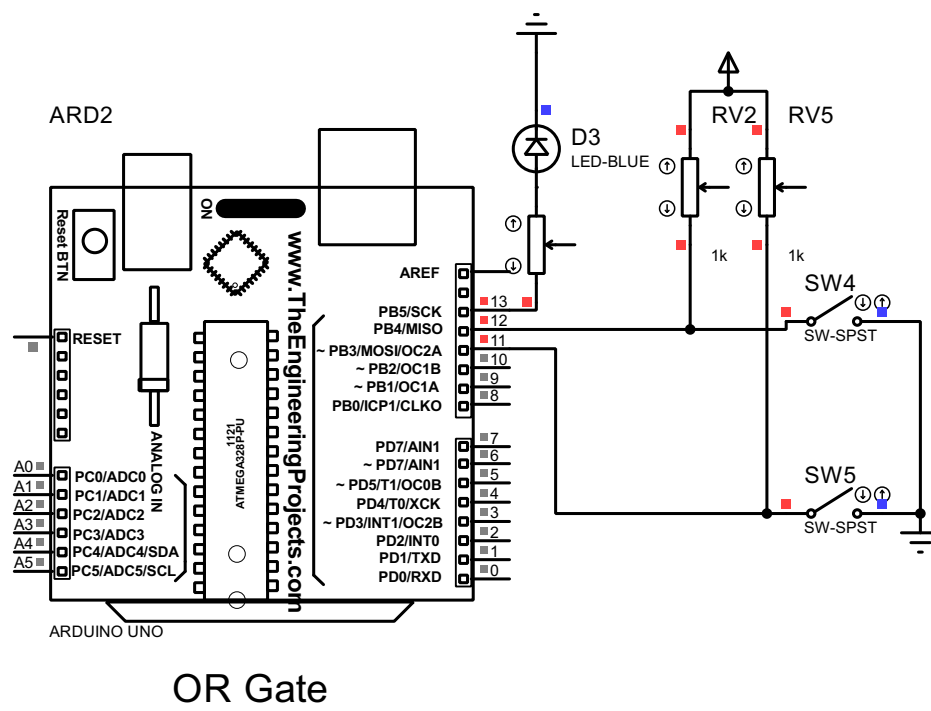 ARD2
RV2
RV5
D3
LED-BLUE
1k
1k
ON
Reset BTN
www.TheEngineeringProjects.com
AREF
PB5/SCK
13
PB4/MISO
12
~ PB3/MOSI/OC2A
11
~ PB2/OC1B
10
~ PB1/OC1A
9
PB0/ICP1/CLKO
8
SW4
SW-SPST
RESET
1121
ATMEGA328P-PU
ANALOG IN
PD7/AIN1
7
~ PD7/AIN1
6
~ PD5/T1/OC0B
5
PD4/T0/XCK
4
~ PD3/INT1/OC2B
3
PD2/INT0
2
PD1/TXD
1
PD0/RXD
0
A0
PC0/ADC0
A1
PC1/ADC1
A2
PC2/ADC2
A3
PC3/ADC3
A4
PC4/ADC4/SDA
A5
PC5/ADC5/SCL
SW5
SW-SPST
ARDUINO UNO
OR Gate